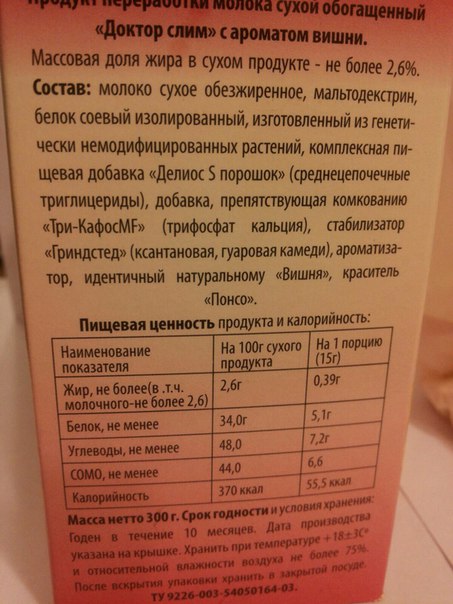 Продукт переработки молока сухой обогащенный
«Доктор слим» с ароматом вишни.
Массовая доля жира в сухом продукте - не более 2,6%.
Состав: молоко сухое обезжиренное, мальтодекстрин,
белок соевый изолированный, изготовленный из генети-
чески немодифицированных растений, комплексная пи-
щевая добавка «Делиос S порошок» (среднецепочечные
триглицериды), добавка, препятствующая комкованию
«Три-КафосMF» (трифосфат кальция), стабилизатор
«Гриндстед» (ксантановая, гуаровая камеди), ароматиза-
тор, идентичный натуральному «Вишня», краситель
«Понсо».
Пищевая ценность продукта и калорийность:
Наименование показателя | На 100г сухого продукта | На 1 порцию (15г)
Жир, не более(в .т.ч. молочного-не более 2,6) | 2,6г | 0,39г
Белок, не менее | 34,0г | 5,1г
Углеводы, не менее | 48,0 | 7,2г
СОМО, не менее | 44,0 | 6,6
Калорийность | 370 ккал | 55,5 ккал
Масса нетто 300 г. Срок годности и условия хранения:
Годен в течение 10 месяцев. Дата производства
указана на крышке. Хранить при температуре +18±3С°
и относительной влажности воздуха не более 75%.
После вскрытия упаковки хранить в закрытой посуде.
ТУ 9226-003-54050164-03.